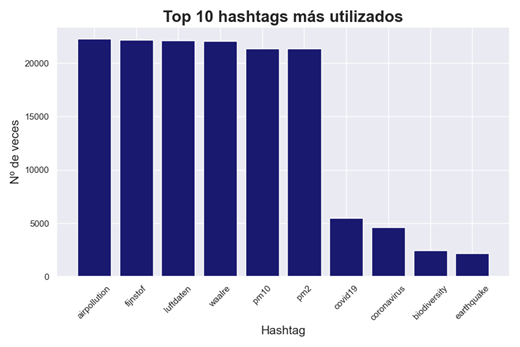 Top 10 hashtags más utilizados
Nº de veces
20000
15000
10000
5000
0
airpollution
fijnstof
luftdaten
waalre
pm10
pm2
covid19
coronavirus
biodiversity
earthquake
Hashtag